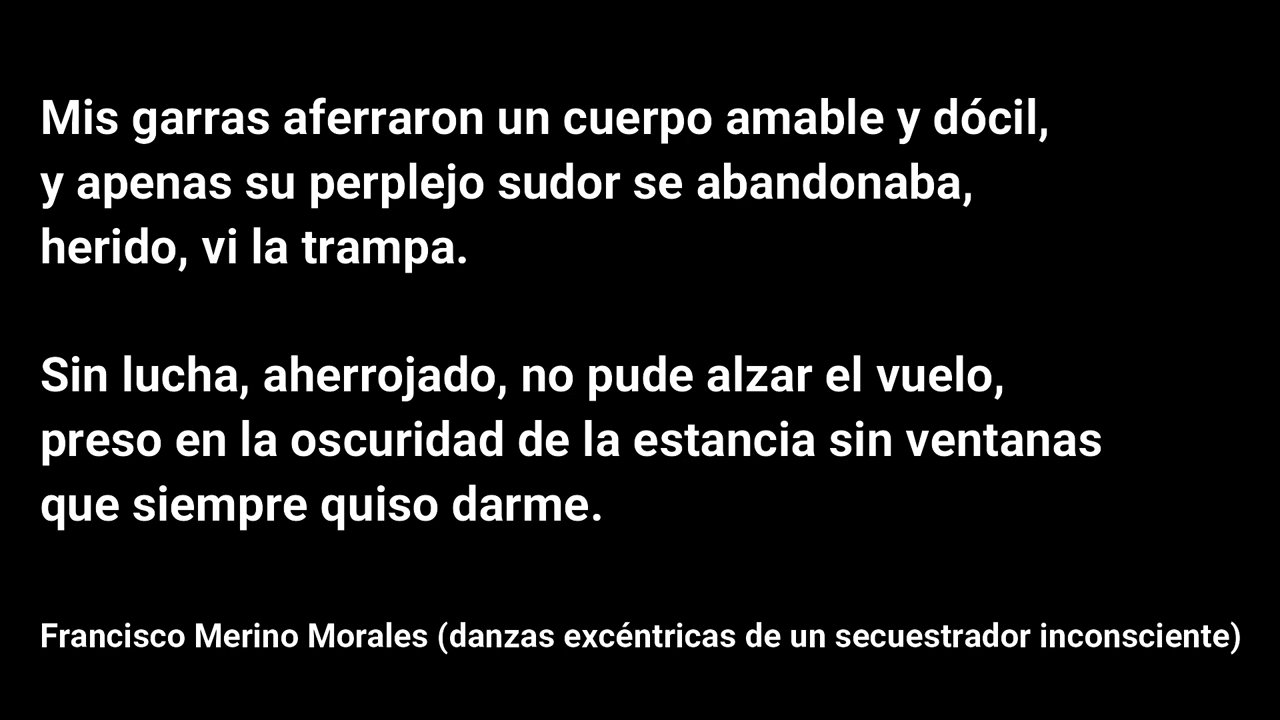 Mis garras aferraron un cuerpo amable y dócil,
y apenas su perplejo sudor se abandonaba,
herido, vi la trampa.
Sin lucha, aherrojado, no pude alzar el vuelo,
preso en la oscuridad de la estancia sin ventanas
que siempre quiso darme.
Francisco Merino Morales (danzas excéntricas de un secuestrador inconsciente)